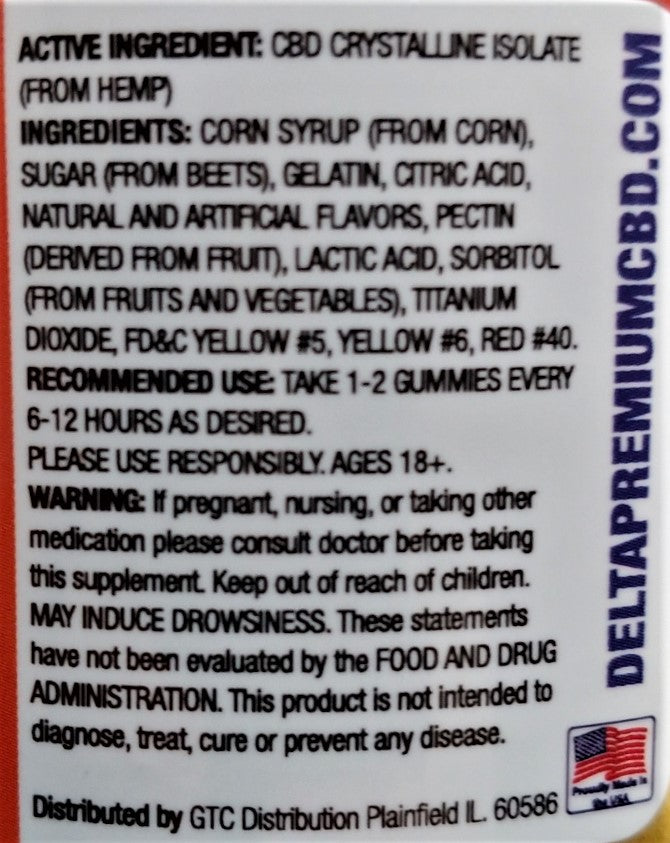 ACTIVE INGREDIENT: CBD CRYSTALLINE ISOLATE
(FROM HEMP)
INGREDIENTS: CORN SYRUP (FROM CORN),
SUGAR (FROM BEETS), GELATIN, CITRIC ACID,
NATURAL AND ARTIFICIAL FLAVORS, PECTIN
(DERIVED FROM FRUIT), LACTIC ACID, SORBITOL
(FROM FRUITS AND VEGETABLES), TITANIUM
DIOXIDE, FD&C YELLOW #5, YELLOW #6, RED #40.
RECOMMENDED USE: TAKE 1-2 GUMMIES EVERY
6-12 HOURS AS DESIRED.
PLEASE USE RESPONSIBLY. AGES 18+.
WARNING: If pregnant, nursing, or taking other
medication please consult doctor before taking
this supplement. Keep out of reach of children.
MAY INDUCE DROWSINESS. These statements
have not been evaluated by the FOOD AND DRUG
ADMINISTRATION. This product is not intended to
diagnose, treat, cure or prevent any disease.
Distributed by GTC Distribution Plainfield IL. 60586
DELTAPREMIUMCBD.COM
Proudly Made in
the USA